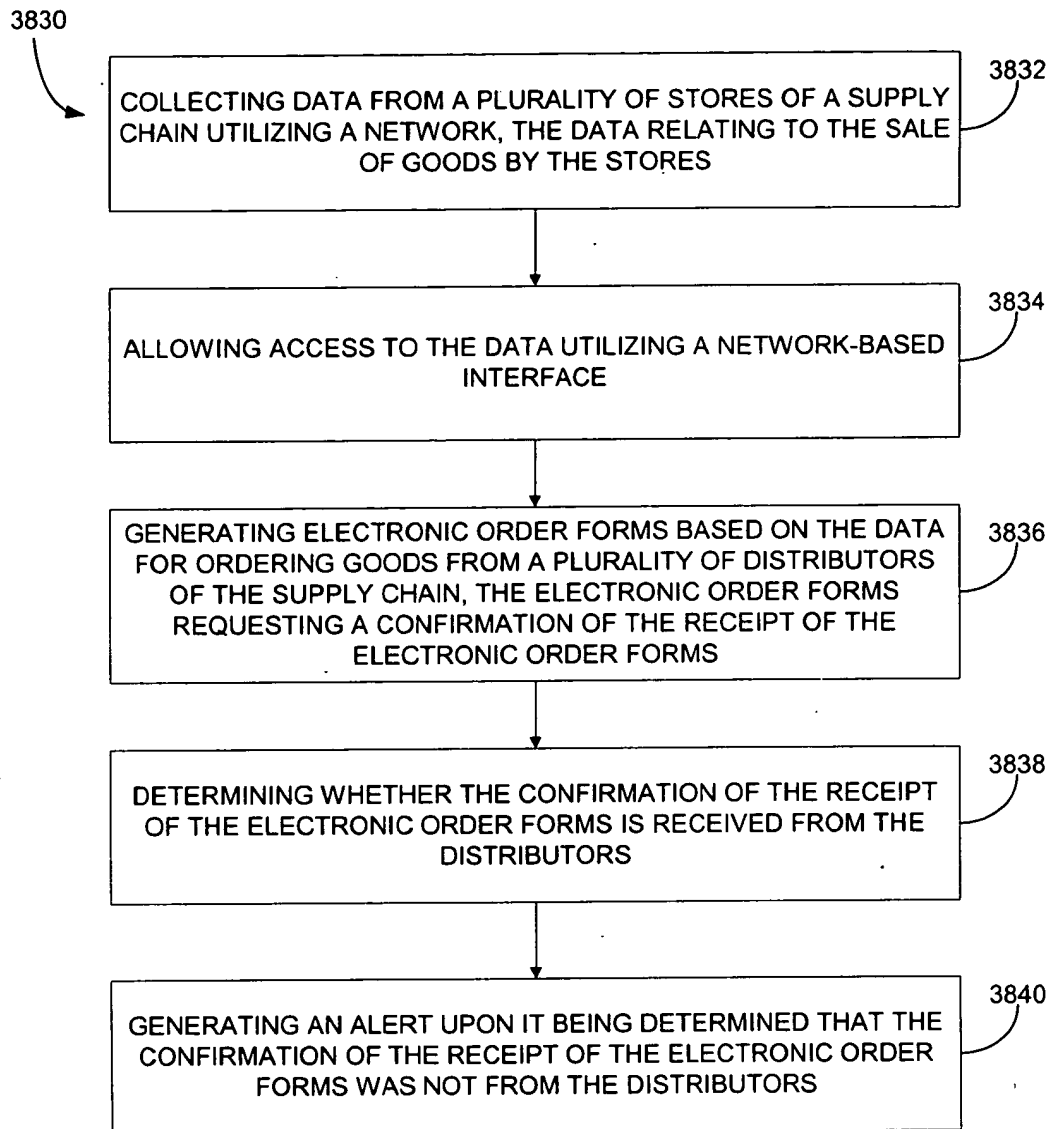 3830
3832
COLLECTING DATA FROM A PLURALITY OF STORES OF A SUPPLY
CHAIN UTILIZING A NETWORK, THE DATA RELATING TO THE SALE
OF GOODS BY THE STORES
3834
ALLOWING ACCESS TO THE DATA UTILIZING A NETWORK-BASED
INTERFACE
3836
GENERATING ELECTRONIC ORDER FORMS BASED ON THE DATA
FOR ORDERING GOODS FROM A PLURALITY OF DISTRIBUTORS
OF THE SUPPLY CHAIN, THE ELECTRONIC ORDER FORMS
REQUESTING A CONFIRMATION OF THE RECEIPT OF THE
ELECTRONIC ORDER FORMS
3838
DETERMINING WHETHER THE CONFIRMATION OF THE RECEIPT
OF THE ELECTRONIC ORDER FORMS IS RECEIVED FROM THE
DISTRIBUTORS
3840
GENERATING AN ALERT UPON IT BEING DETERMINED THAT THE
CONFIRMATION OF THE RECEIPT OF THE ELECTRONIC ORDER
FORMS WAS NOT FROM THE DISTRIBUTORS